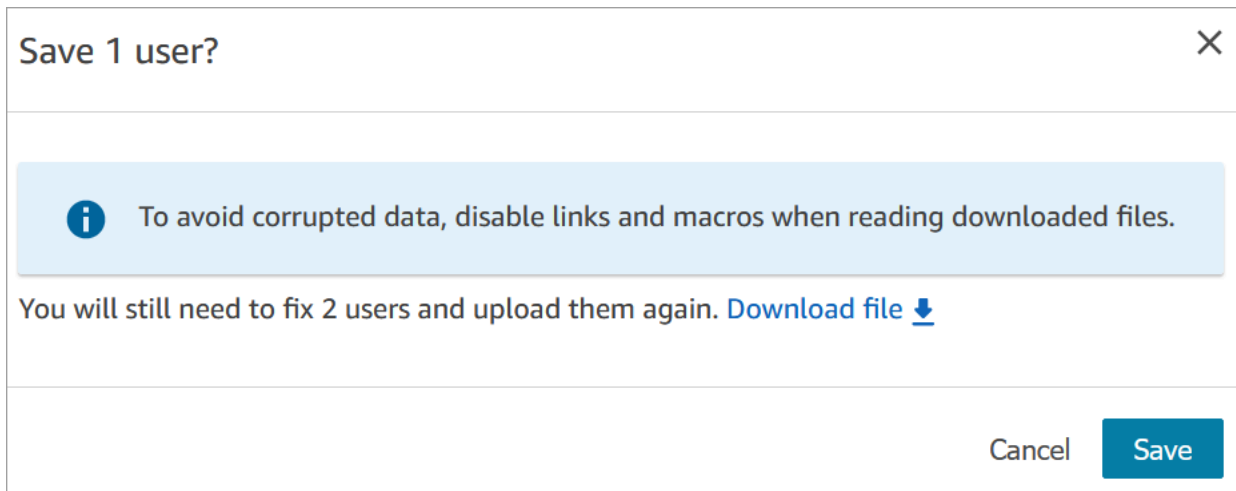 Save 1 user?
To avoid corrupted data, disable links and macros when reading downloaded files.
You will still need to fix 2 users and upload them again. Download file
Cancel Save